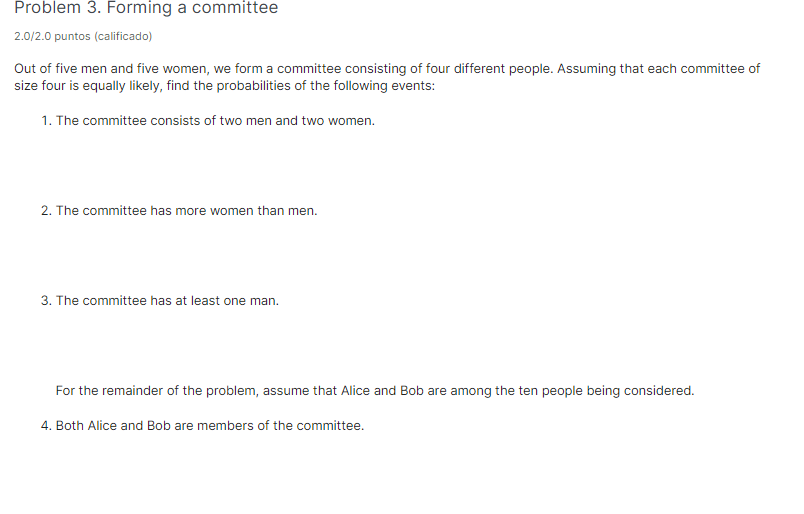 Problem 3. Forming a committee
2.0/2.0 puntos (calificado)
Out of five men and five women, we form a committee consisting of four different people. Assuming that each committee of
size four is equally likely, find the probabilities of the following events:
1. The committee consists of two men and two women.
2. The committee has more women than men.
3. The committee has at least one man.
For the remainder of the problem, assume that Alice and Bob are among the ten people being considered.
4. Both Alice and Bob are members of the committee.